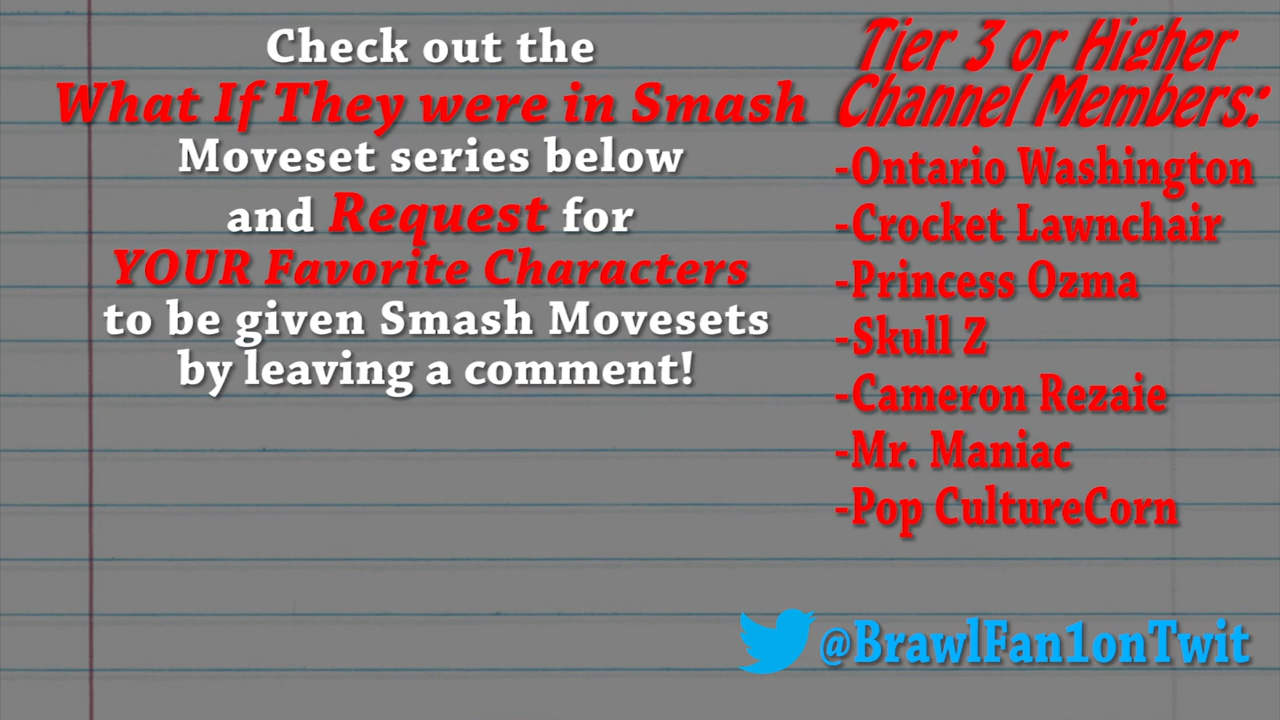 Check out the
What If They were in Smash
Moveset series below
and Request for
YOUR Favorite Characters
to be given Smash Movesets
by leaving a comment!
Tier 3 or Higher
Channel Members:
-Ontario Washington
-Crocket Lawnchair
-Princess Ozma
-Skull Z
-Cameron Rezaie
-Mr. Maniac
-Pop CultureCorn
@BrawlFan1onTwit